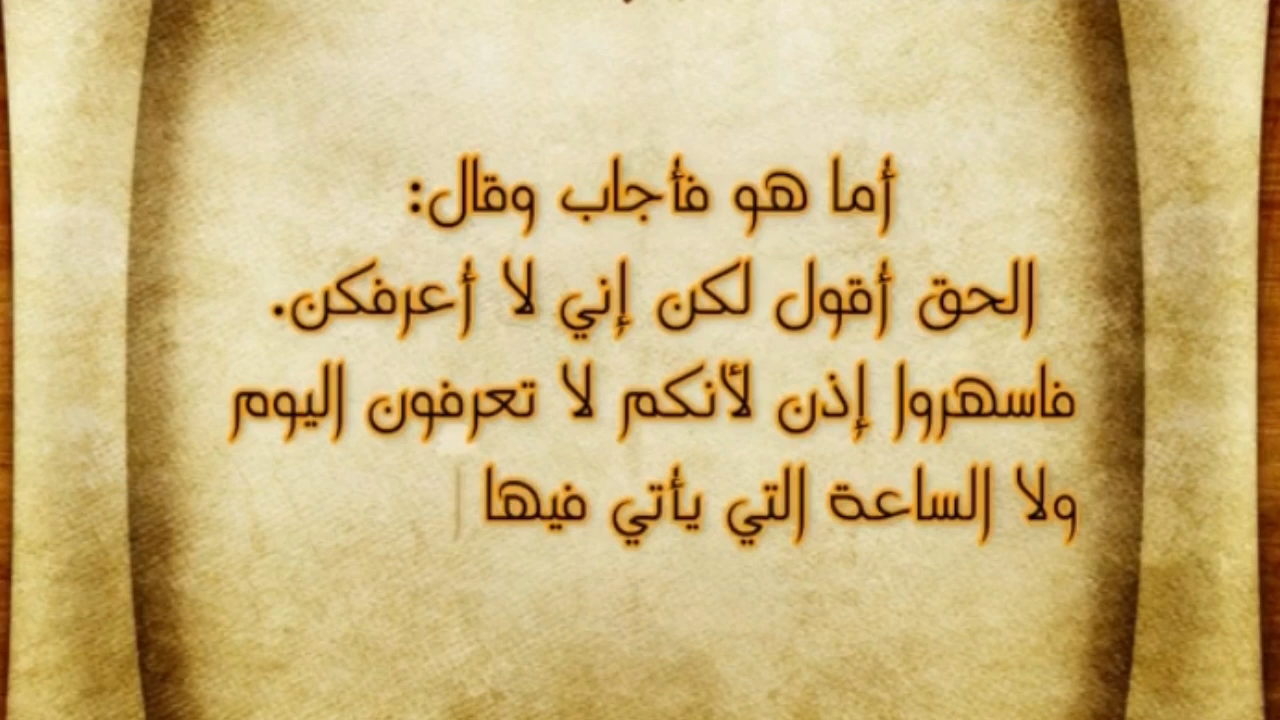 أما هو فأجاب وقال:
الحق أقول لكن إني لا أعرفكن.
فاسهروا إذن لأنكم لا تعرفون اليوم
ولا الساعة التي يأتي فيها